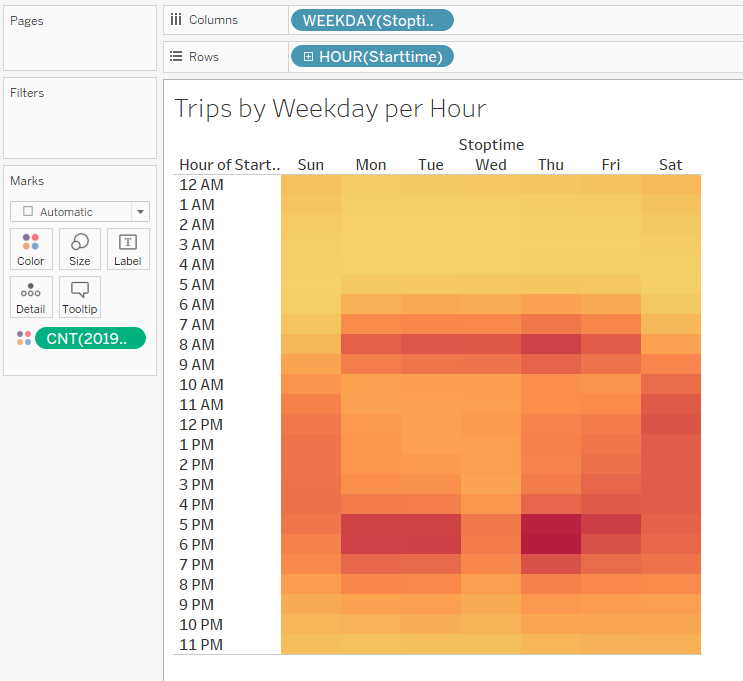 Pages
Columns
WEEKDAY(Stopti..
Rows
HOUR(Starttime)
Filters
Trips by Weekday per Hour
Stoptime
Hour of Start.. Sun Mon Tue Wed Thu Fri Sat
Marks
Automatic
Color Size Label
Detail Tooltip
CNT(2019..
12 AM
1 AM
2 AM
3 AM
4 AM
5 AM
6 AM
7 AM
8 AM
9 AM
10 AM
11 AM
12 PM
1 PM
2 PM
3 PM
4 PM
5 PM
6 PM
7 PM
8 PM
9 PM
10 PM
11 PM